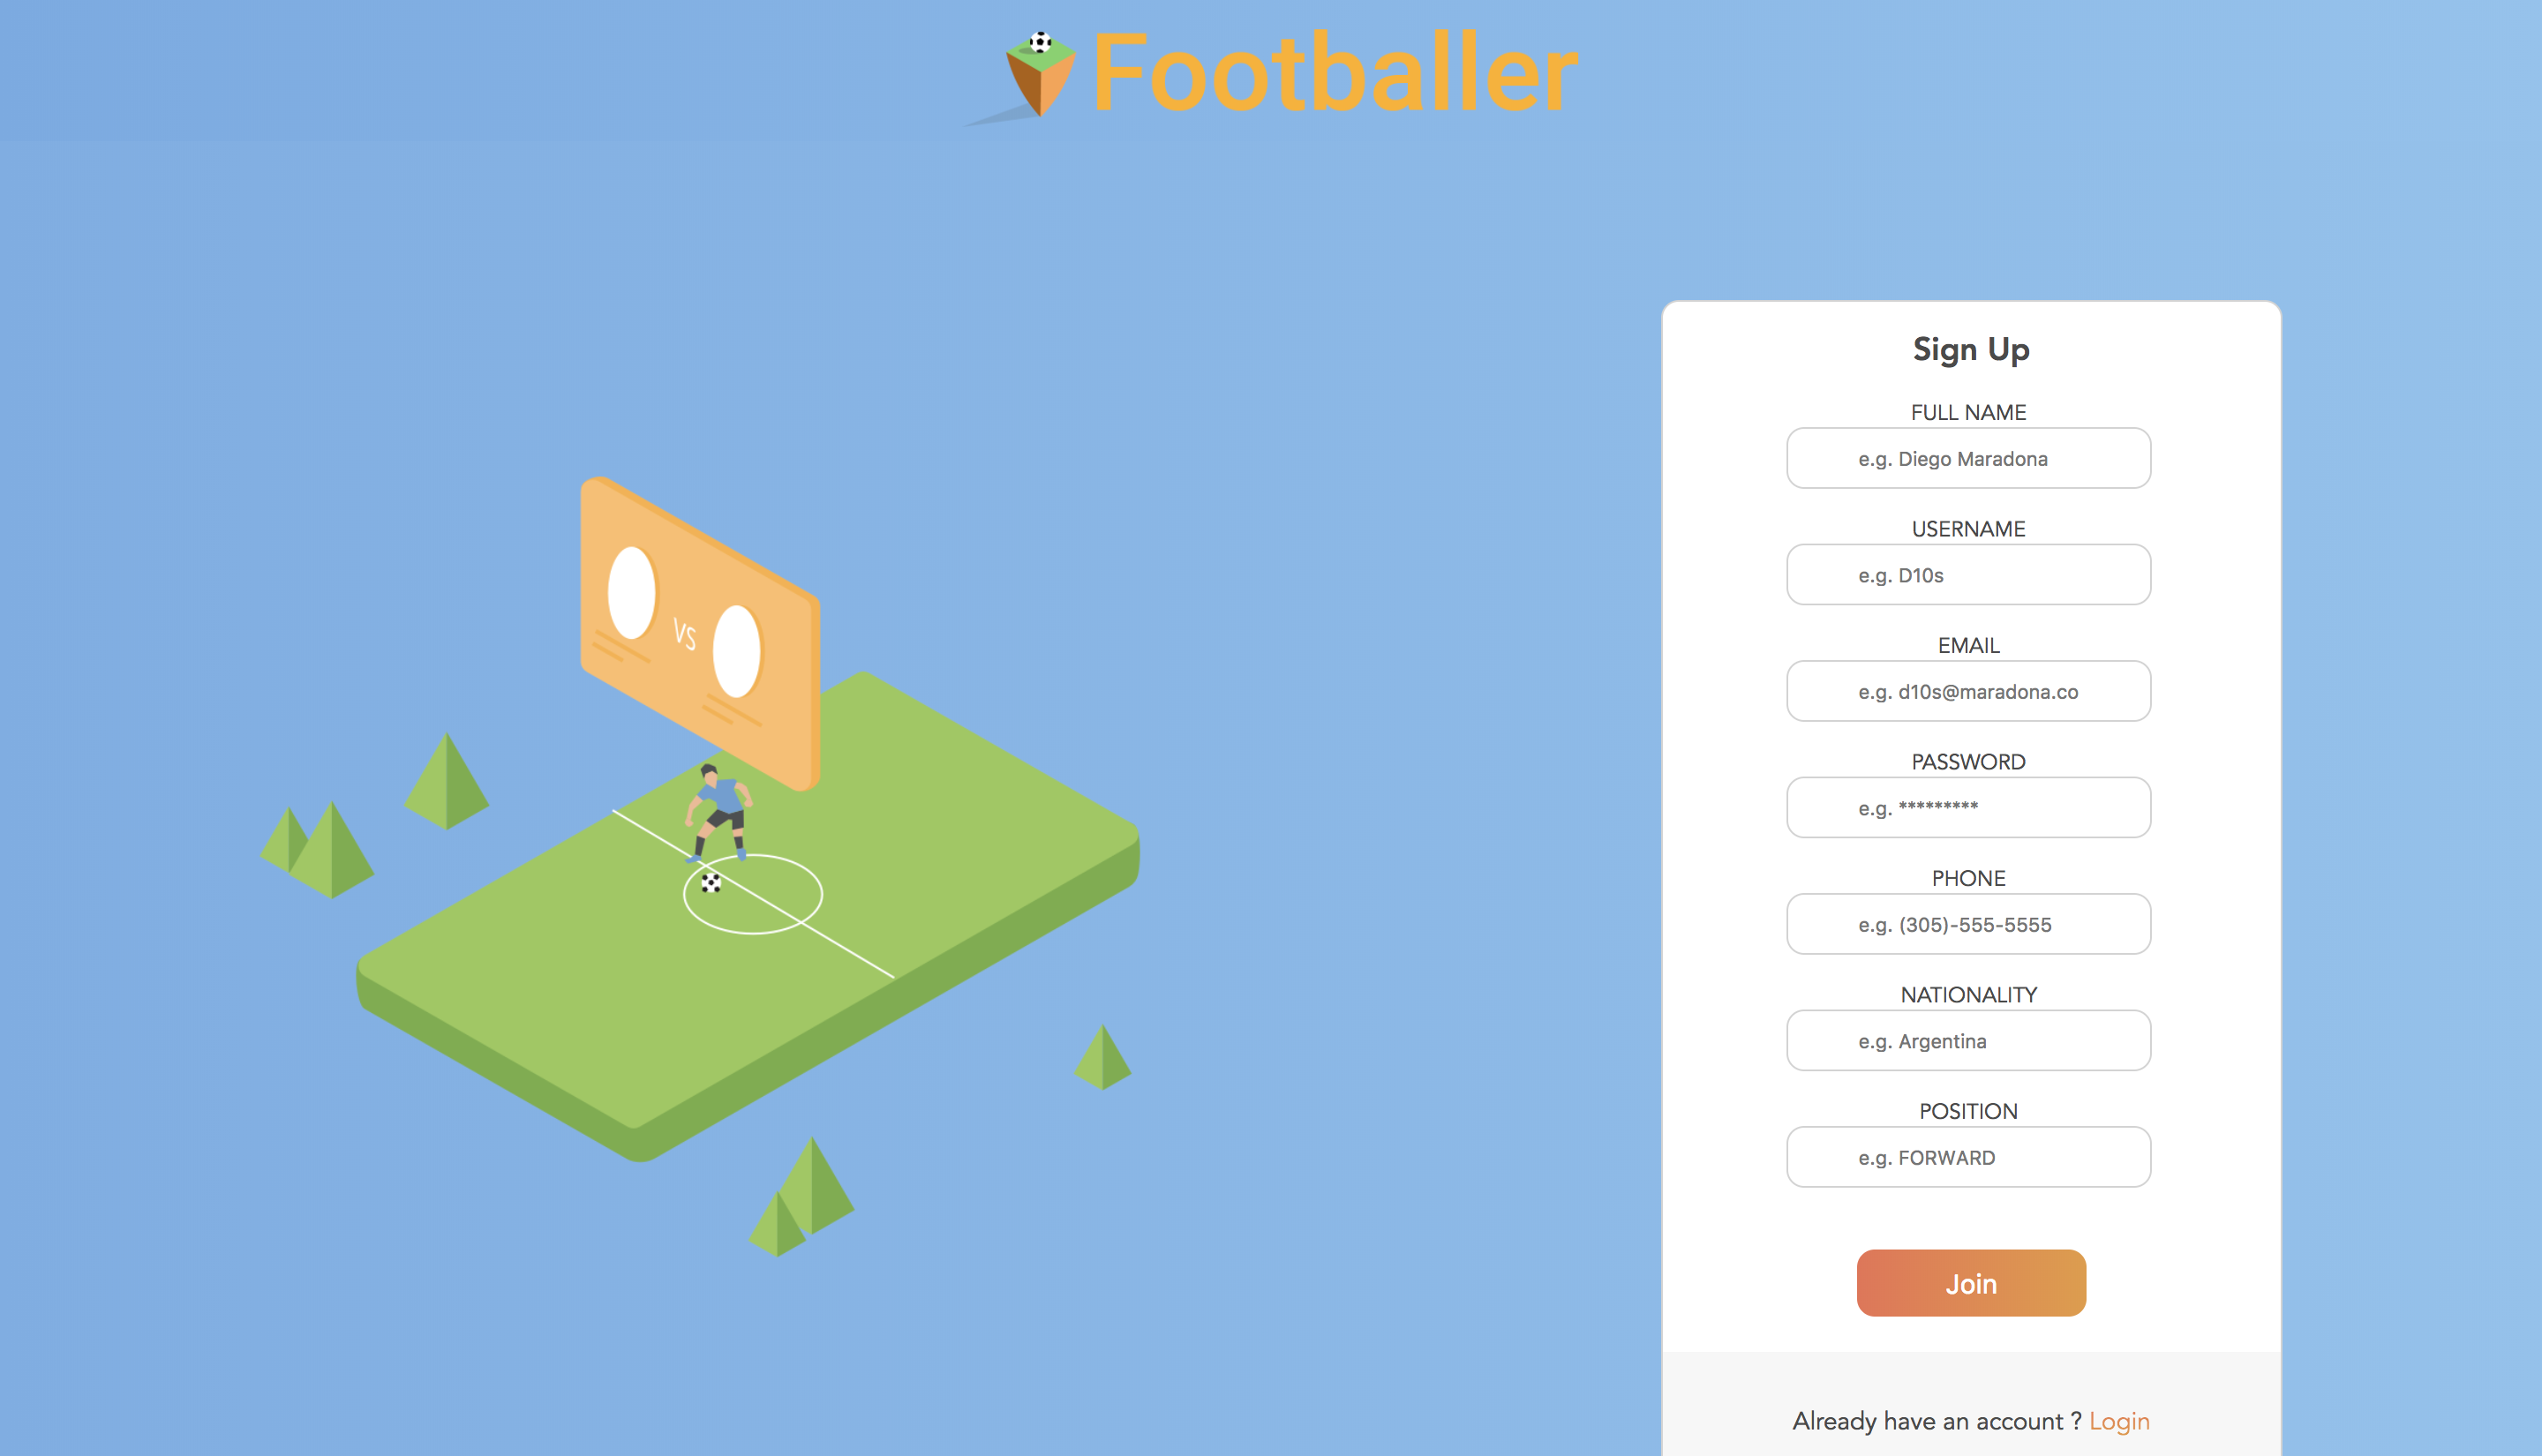 Footballer
VS
Sign Up
FULL NAME
e.g. Diego Maradona
USERNAME
e.g. D10s
EMAIL
e.g. d10s@maradona.co
PASSWORD
e.g. *********
PHONE
e.g. (305)-555-5555
NATIONALITY
e.g. Argentina
POSITION
e.g. FORWARD
Join
Already have an account ? Login